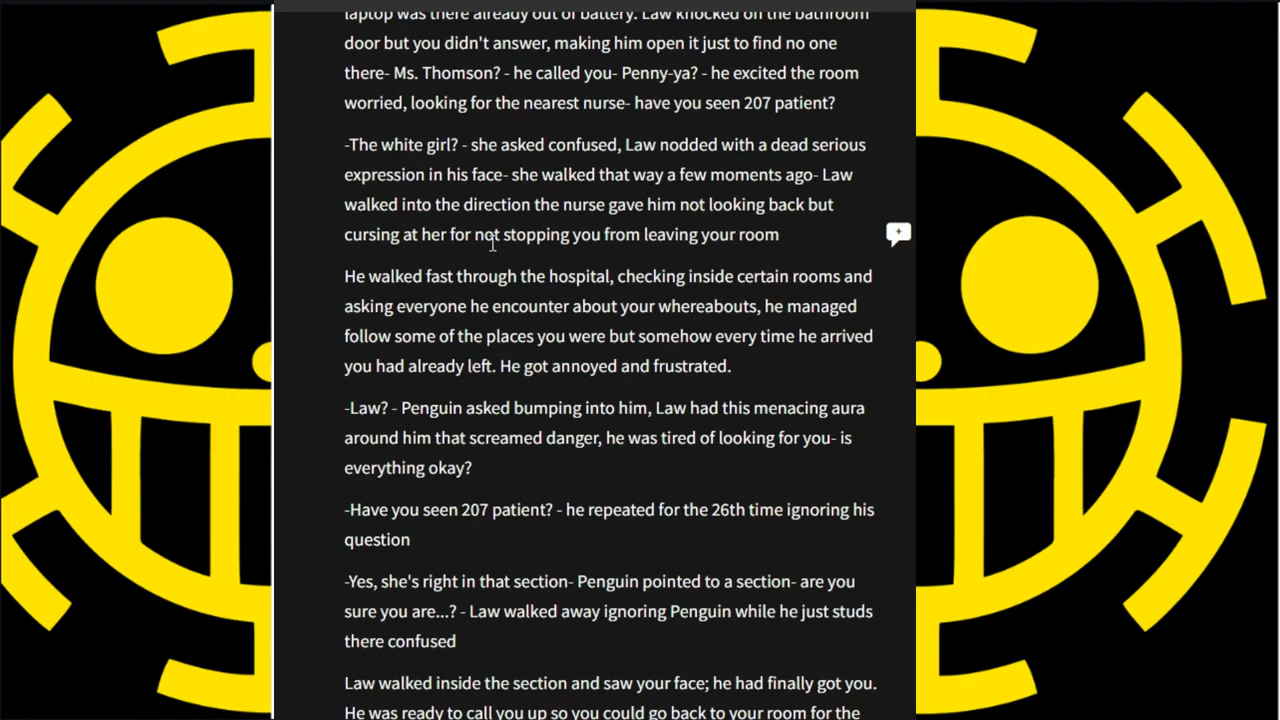 laptop was there already out of battery. Law knocked on the bathroom
door but you didn't answer, making him open it just to find no one
there- Ms. Thomson? - he called you- Penny-ya? - he excited the room
worried, looking for the nearest nurse- have you seen 207 patient?
-The white girl? - she asked confused, Law nodded with a dead serious
expression in his face- she walked that way a few moments ago- Law
walked into the direction the nurse gave him not looking back but
cursing at her for not stopping you from leaving your room
He walked fast through the hospital, checking inside certain rooms and
asking everyone he encounter about your whereabouts, he managed
follow some of the places you were but somehow every time he arrived
you had already left. He got annoyed and frustrated.
-Law? - Penguin asked bumping into him, Law had this menacing aura
around him that screamed danger, he was tired of looking for you- is
everything okay?
-Have you seen 207 patient? - he repeated for the 26th time ignoring his
question
-Yes, she's right in that section- Penguin pointed to a section- are you
sure you are...? - Law walked away ignoring Penguin while he just studs
there confused
Law walked inside the section and saw your face; he had finally got you.
He was ready to call you up so you could go back to your room for the